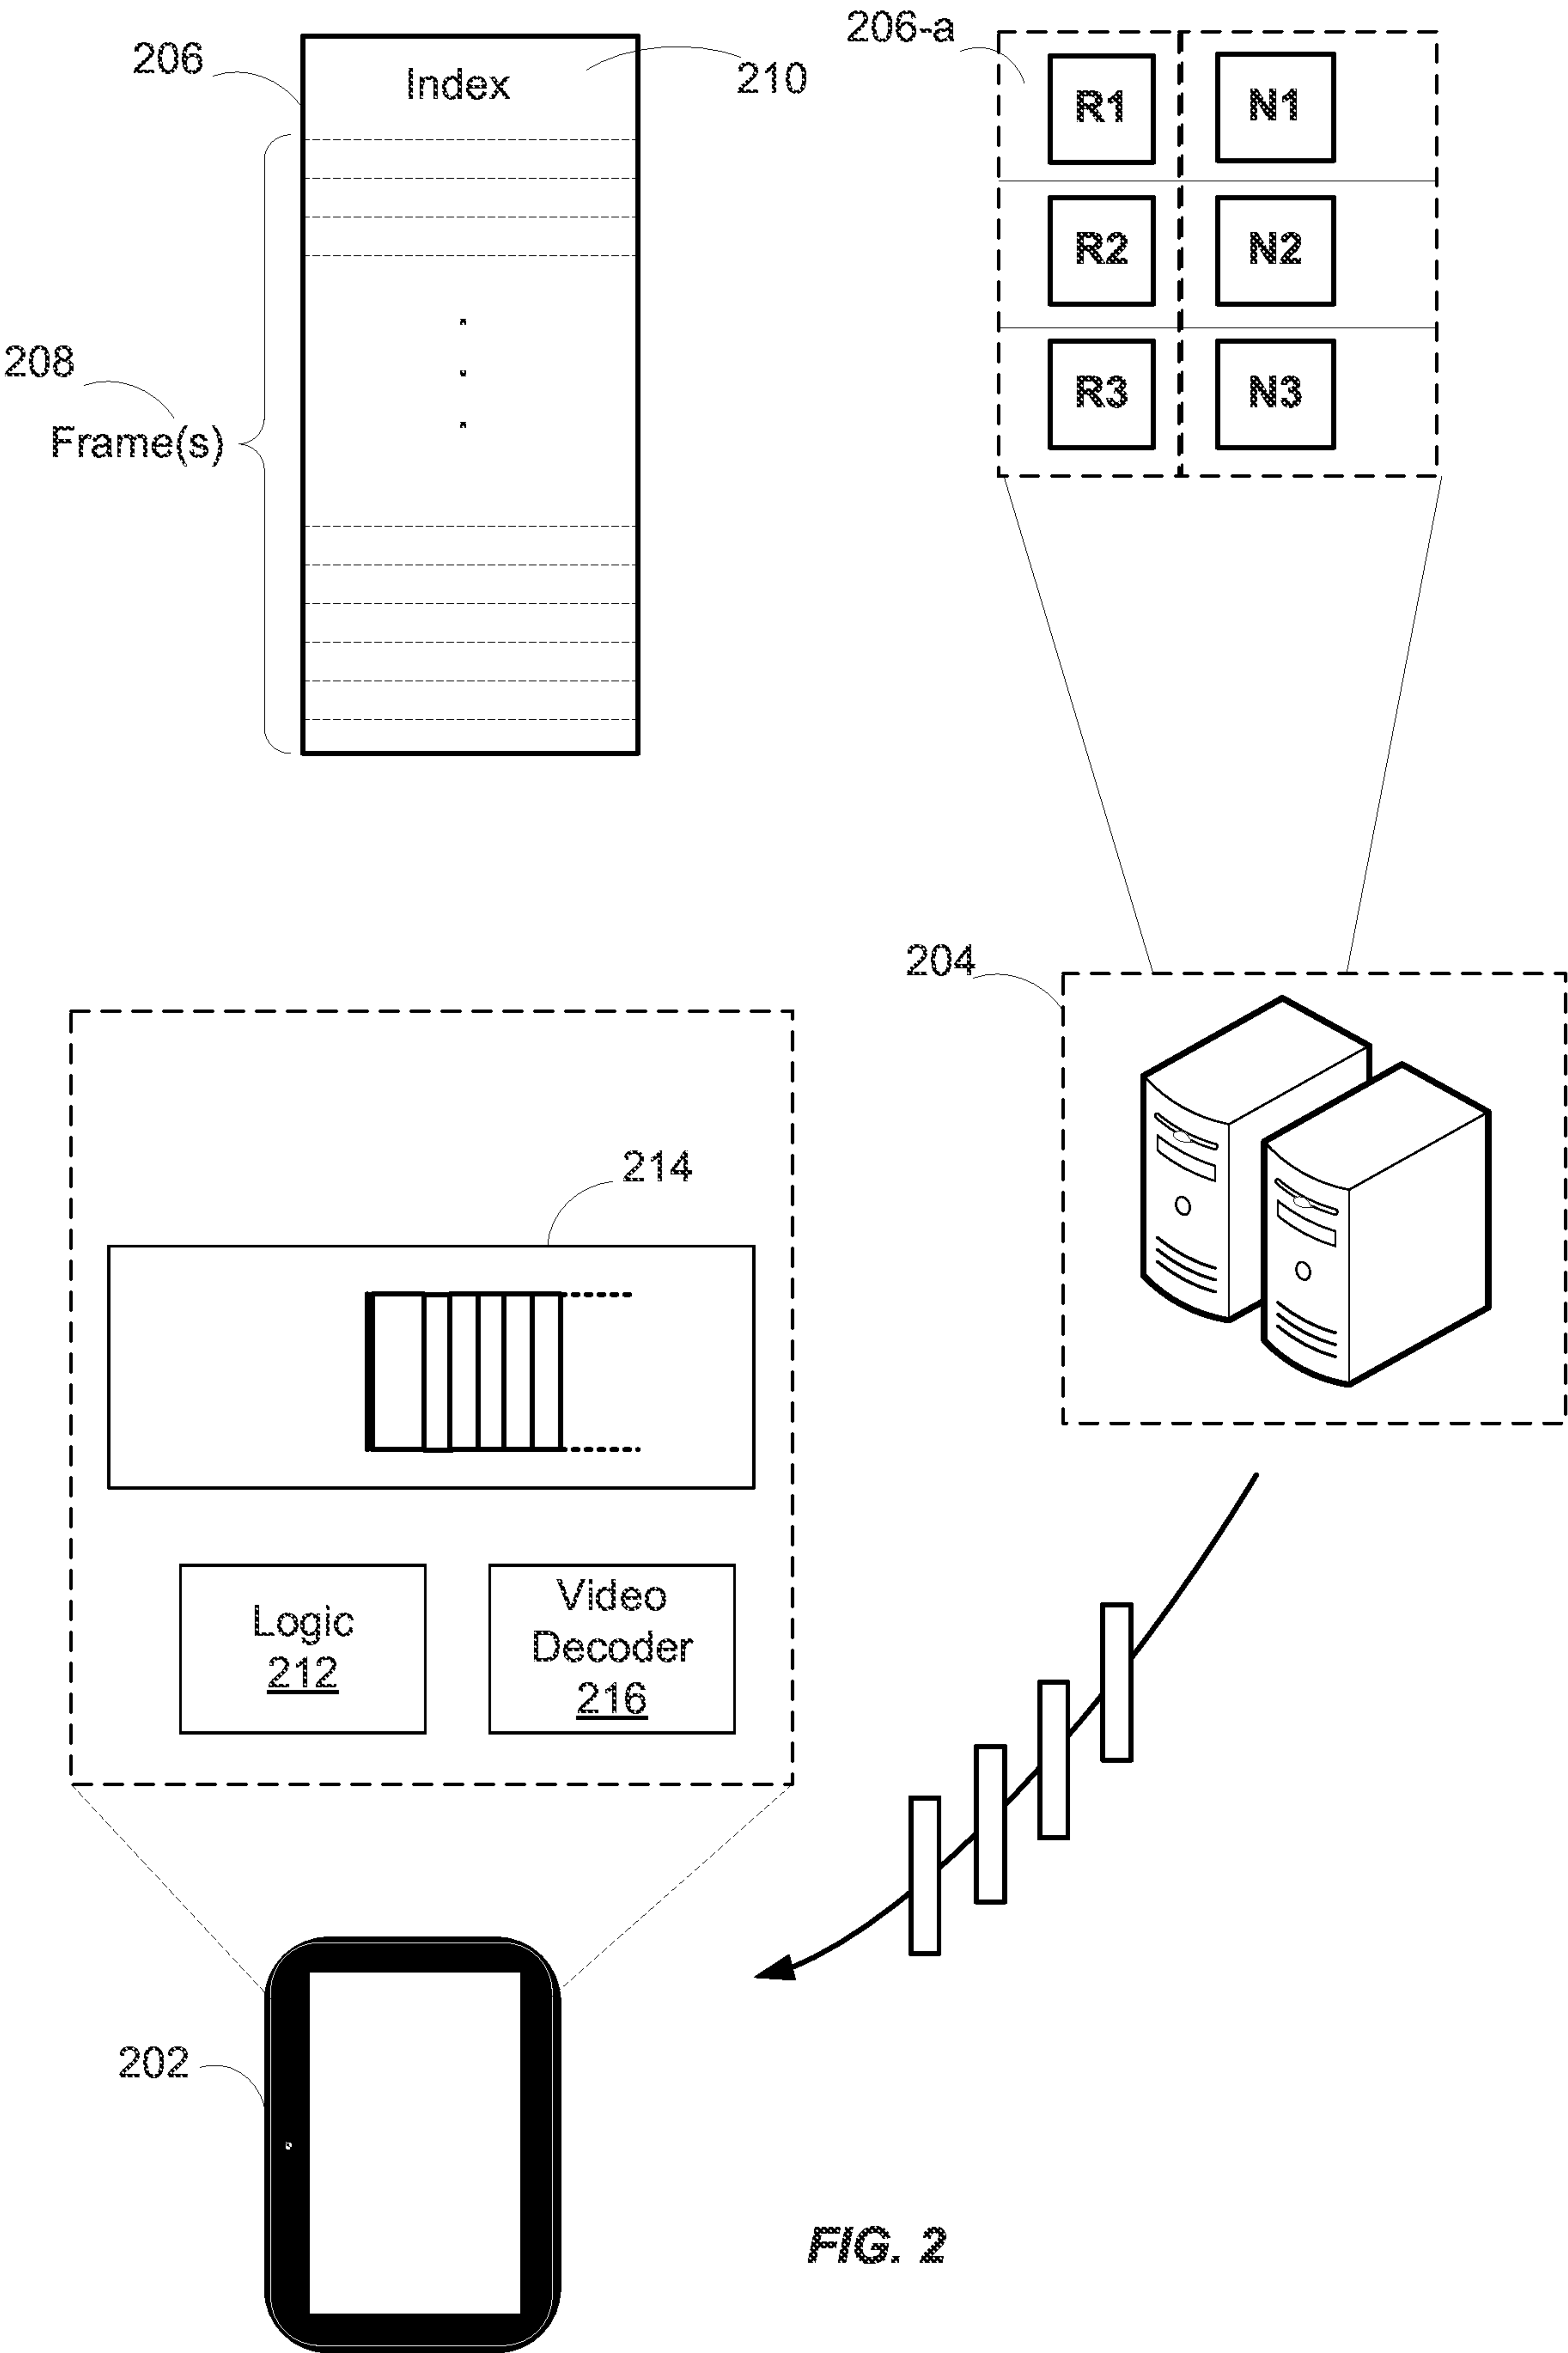 206
Index
210
206-a
R1
N1
R2
N2
R3
N3
208
Frame(s)
204
214
Logic
212
Video
Decoder
216
202
FIG. 2